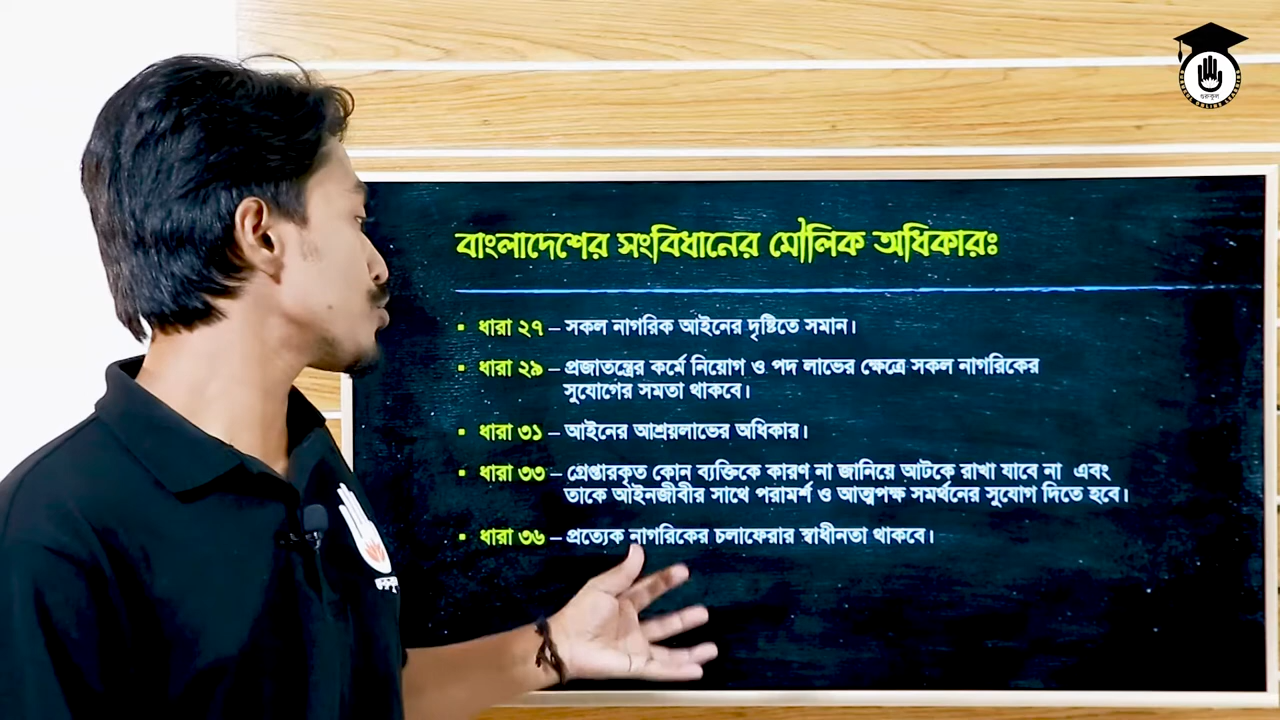 গুরুকুল
বাংলাদেশের সংবিধানের মৌলিক অধিকারঃ
▪ ধারা ২৭ – সকল নাগরিক আইনের দৃষ্টিতে সমান।
▪ ধারা ২৯ – প্রজাতন্ত্রের কর্মে নিয়োগ ও পদ লাভের ক্ষেত্রে সকল নাগরিকের
সুযোগের সমতা থাকবে।
▪ ধারা ৩১ – আইনের আশ্রয়লাভের অধিকার।
▪ ধারা ৩৩ – গ্রেপ্তারকৃত কোন ব্যক্তিকে কারণ না জানিয়ে আটকে রাখা যাবে না এবং
তাকে আইনজীবীর সাথে পরামর্শ ও আত্মপক্ষ সমর্থনের সুযোগ দিতে হবে।
▪ ধারা ৩৬ – প্রত্যেক নাগরিকের চলাফেরার স্বাধীনতা থাকবে।